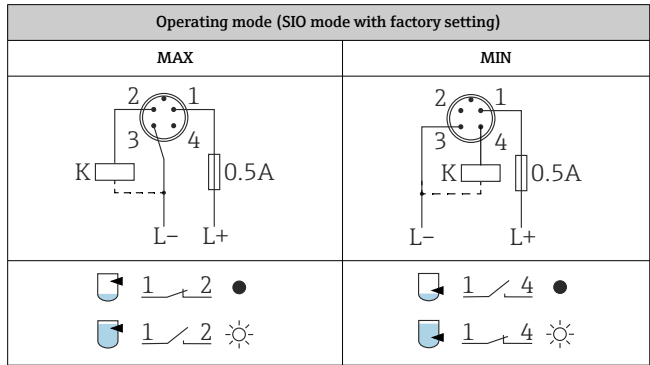 Operating mode (SIO mode with factory setting)
MAX
MIN
2 1
3 4
K 0.5A
L– L+
2 1
3 4
K 0.5A
L– L+
1 2
1 2
1 4
1 4